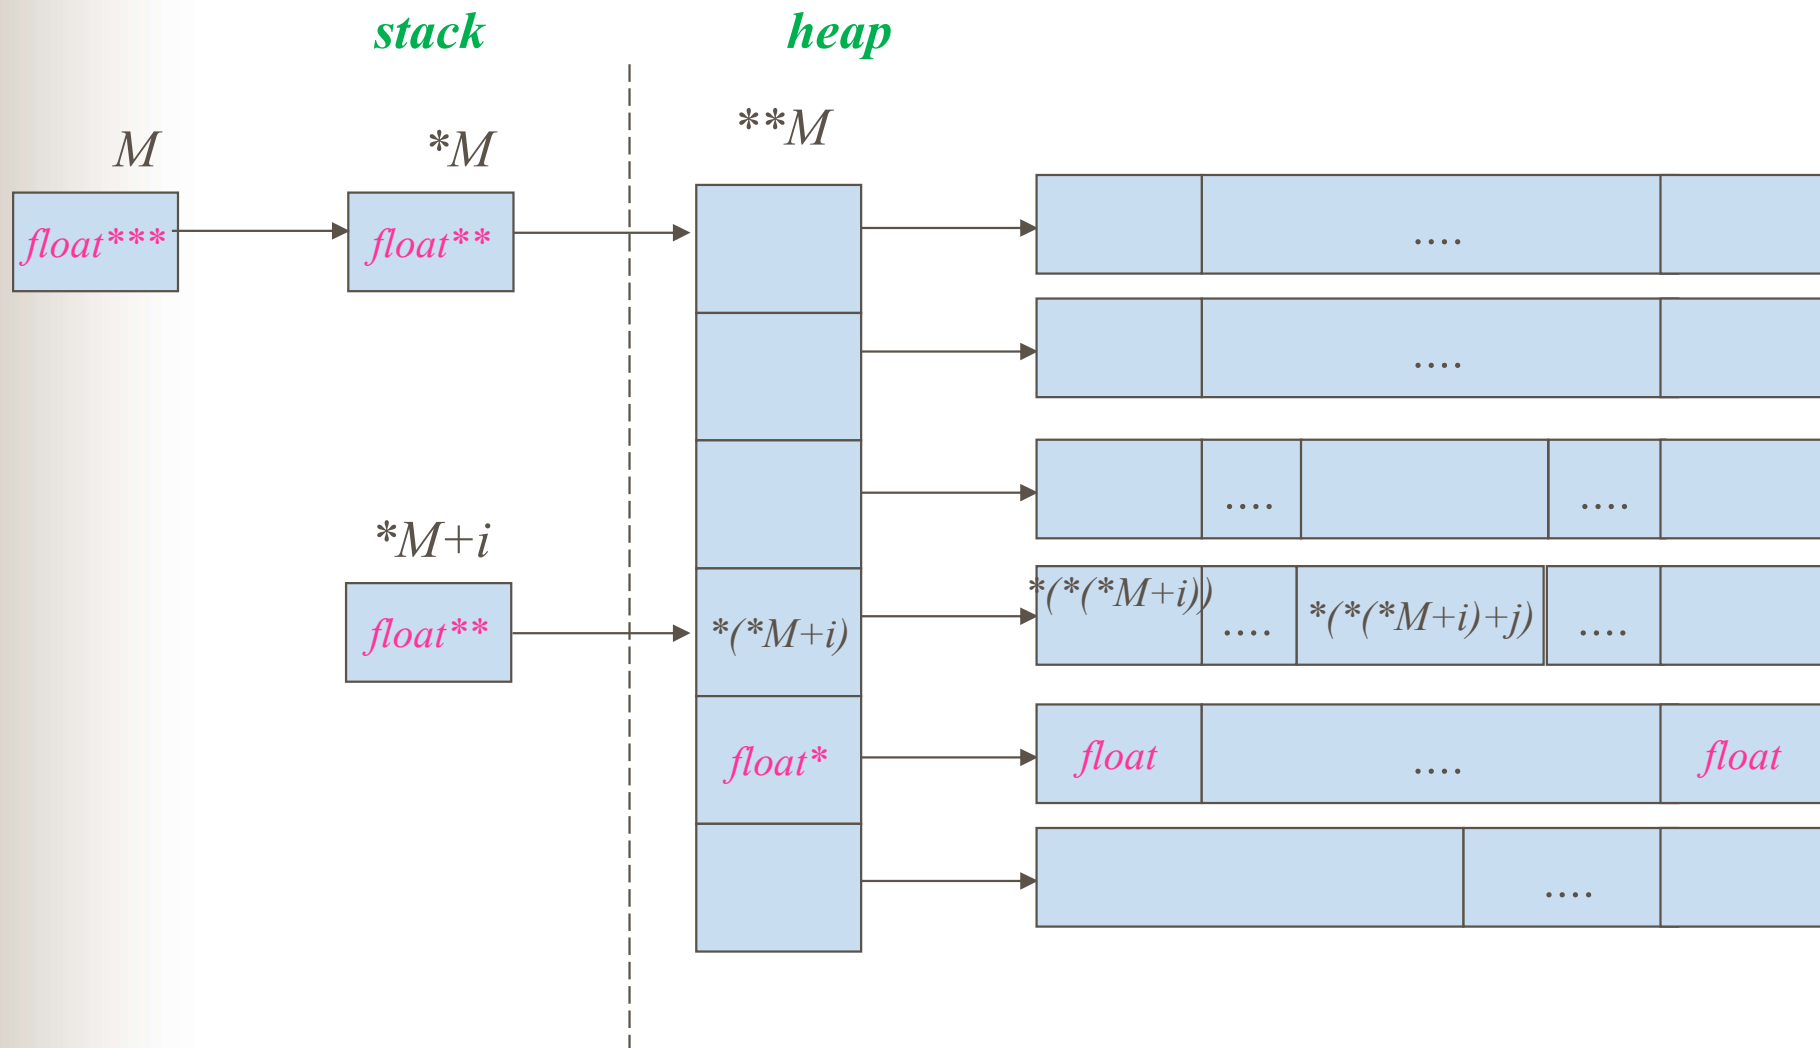 stack
heap
M
*M
**M
float***
float**
....
....
....
....
*M+i
float**
*(*M+i)
*(*(*M+i))
....
*(*(*M+i)+j)
....
float*
float
....
float
....